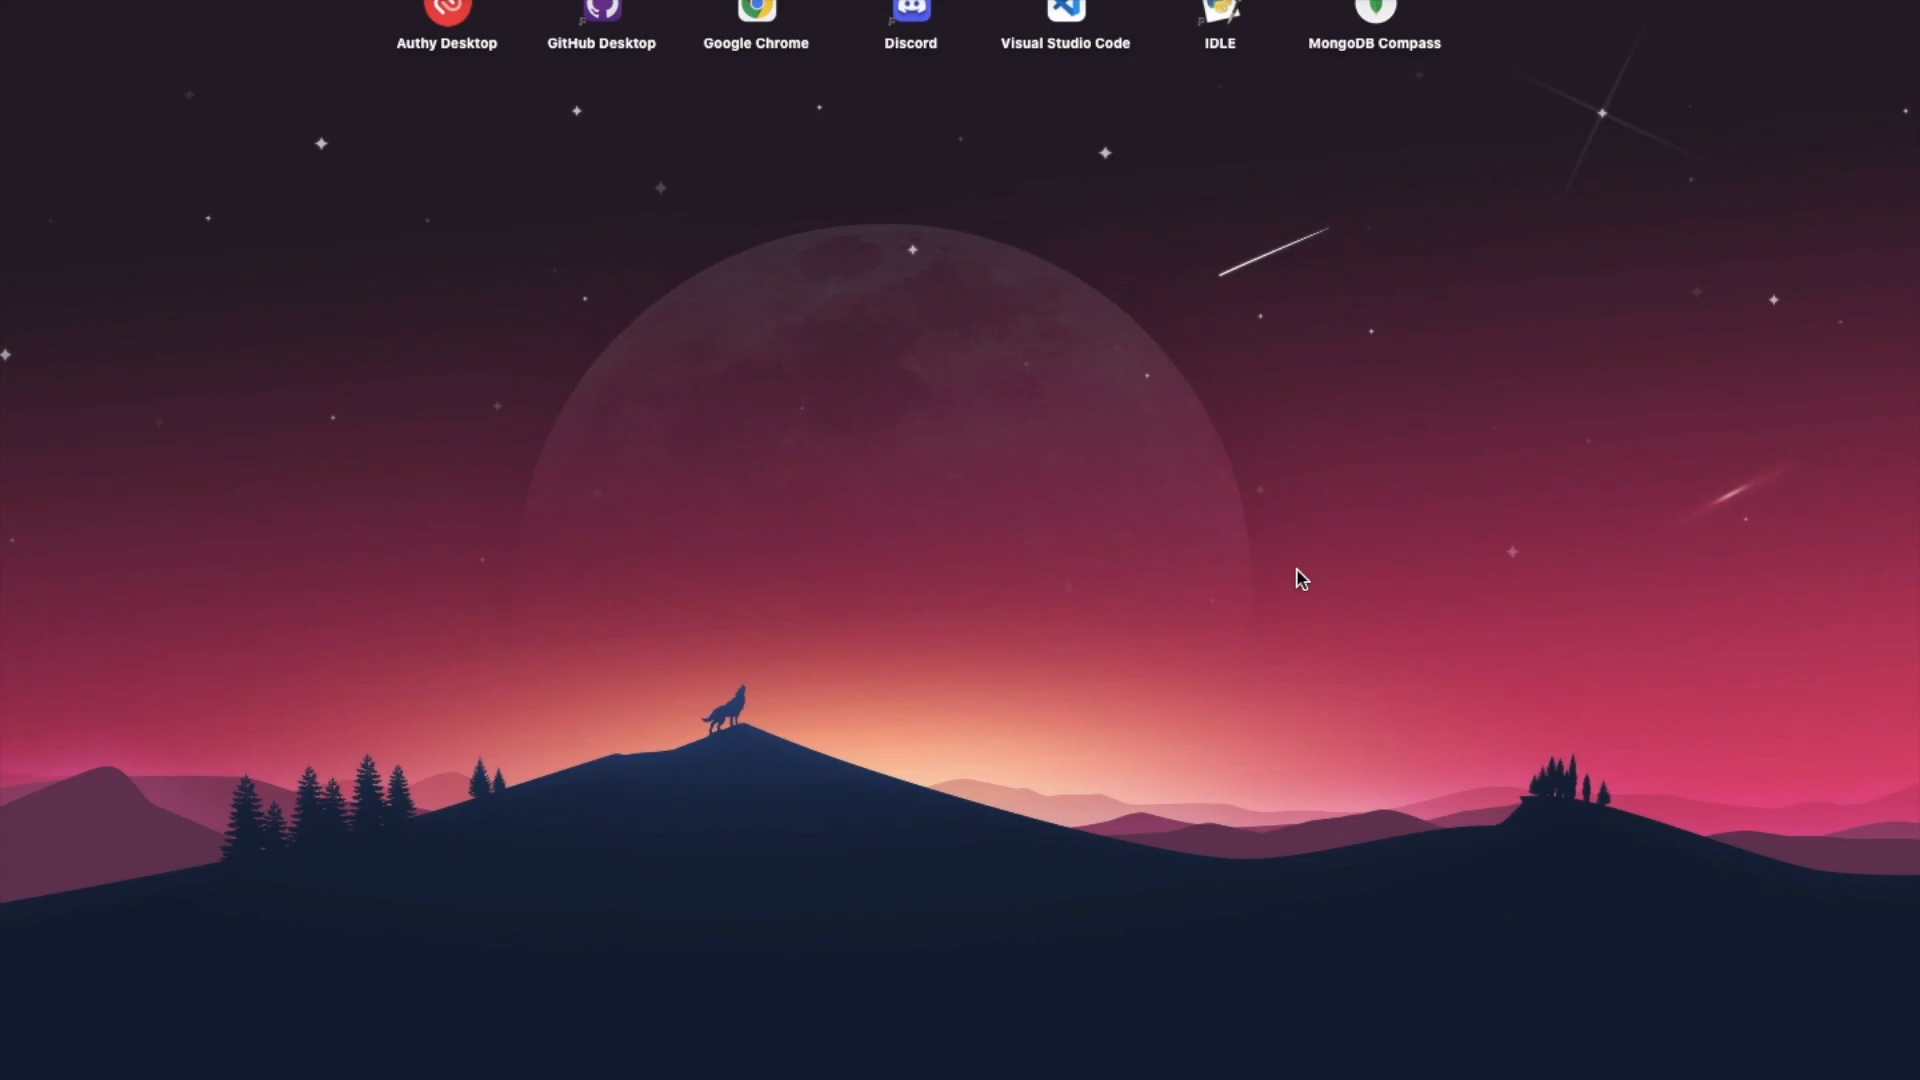 Authy Desktop
GitHub Desktop
Google Chrome
Discord
Visual Studio Code
IDLE
MongoDB Compass